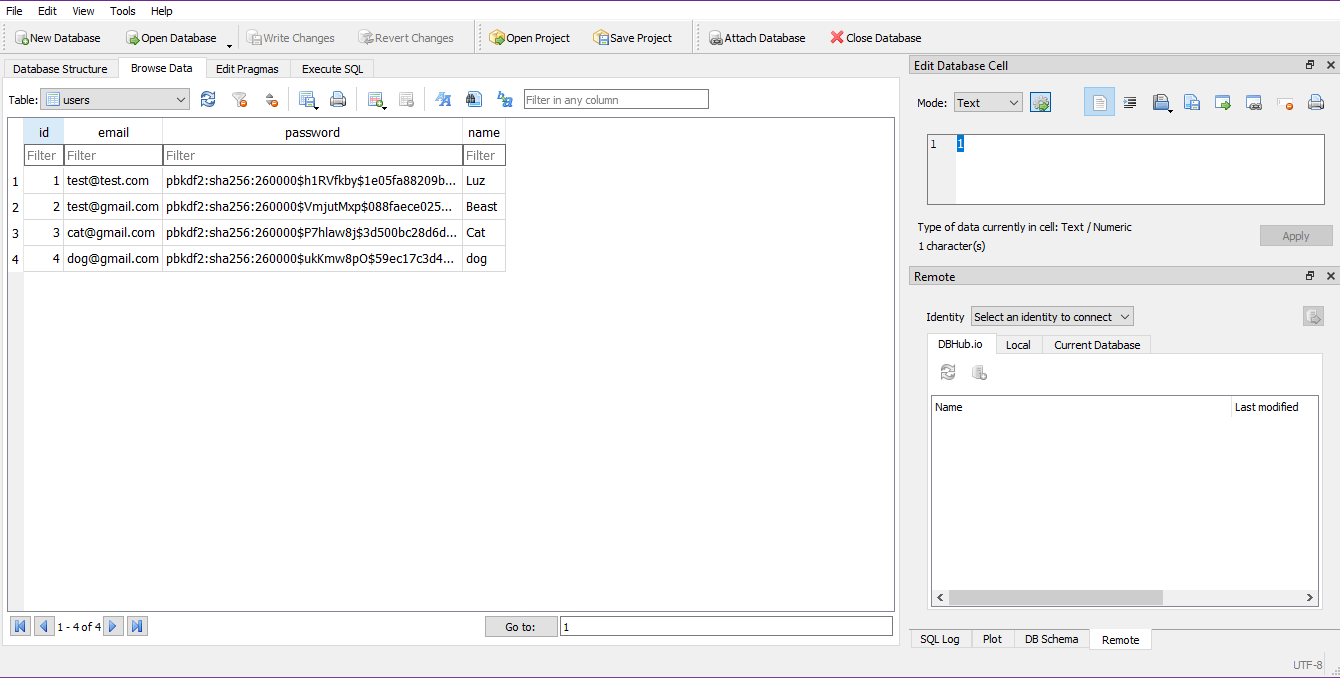 File Edit View Tools Help
New Database Open Database Write Changes Revert Changes Open Project Save Project Attach Database Close Database
Database Structure Browse Data Edit Pragmas Execute SQL
Table: users Filter in any column
id email password name
Filter Filter Filter Filter
1 1 test@test.com pbkdf2:sha256:260000$h1RVfkby$1e05fa88209b... Luz
2 2 test@gmail.com pbkdf2:sha256:260000$VmjutMxp$088faece025... Beast
3 3 cat@gmail.com pbkdf2:sha256:260000$P7hlaw8j$3d500bc28d6d... Cat
4 4 dog@gmail.com pbkdf2:sha256:260000$ukKmw8pO$59ec17c3d4... dog
1 - 4 of 4 Go to: 1
Edit Database Cell
Mode: Text
1 1
Type of data currently in cell: Text / Numeric
1 character(s)
Apply
Remote
Identity Select an identity to connect
DBHub.io Local Current Database
Name Last modified
SQL Log Plot DB Schema Remote
UTF-8